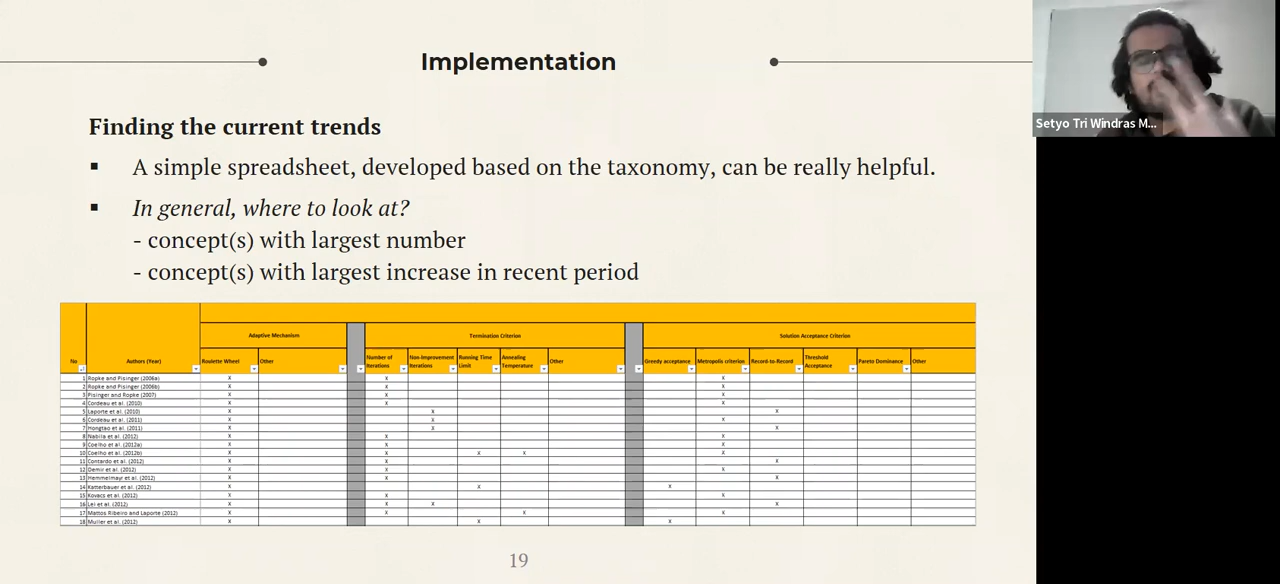 Implementation
Setyo Tri Windras M...
Finding the current trends
▪ A simple spreadsheet, developed based on the taxonomy, can be really helpful.
▪ In general, where to look at?
- concept(s) with largest number
- concept(s) with largest increase in recent period
Adaptive Mechanism Termination Criterion Solution Acceptance Criterion
No Authors (Year) Roulette Wheel Other Number of Iterations Non-Improvement Iterations Running Time Limit Annealing Temperature Other Greedy acceptance Metropolis criterion Record-to-Record Threshold Acceptance Pareto Dominance Other
1 Ropke and Pisinger (2006a) X X X
2 Ropke and Pisinger (2006b) X X X
3 Pisinger and Ropke (2007) X X X
4 Cordeau et al. (2010) X X X
5 Laporte et al. (2010) X X X
6 Cordeau et al. (2011) X X X
7 Hongtao et al. (2011) X X X
8 Nabila et al. (2012) X X X
9 Coelho et al. (2012a) X X X
10 Coelho et al. (2012b) X X X X X
11 Contardo et al. (2012) X X X
12 Demir et al. (2012) X X X
13 Hemmelmayr et al. (2012) X X X
14 Katterbauer et al. (2012) X X X
15 Kovacs et al. (2012) X X X
16 Lei et al. (2012) X X X X
17 Mattos Ribeiro and Laporte (2012) X X X X
18 Muller et al. (2012) X X X
19